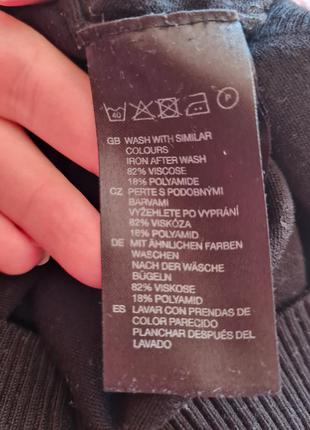 40 P
GB WASH WITH SIMILAR
COLOURS
IRON AFTER WASH
82% VISCOSE
18% POLYAMIDE
CZ PERTE S PODOBNÝMI
BARVAMI
VYŽEHLETE PO VYPRÁNÍ
82% VISKÓZA
18% POLYAMID
DE MIT ÄHNLICHEN FARBEN
WASCHEN
NACH DER WÄSCHE
BÜGELN
82% VISKOSE
18% POLYAMID
ES LAVAR CON PRENDAS DE
COLOR PARECIDO
PLANCHAR DESPUÉS DEL
LAVADO